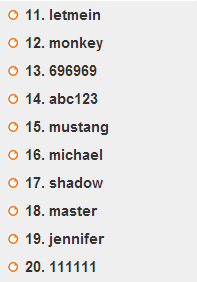 11. letmein
12. monkey
13. 696969
14. abc123
15. mustang
16. michael
17. shadow
18. master
19. jennifer
20. 111111